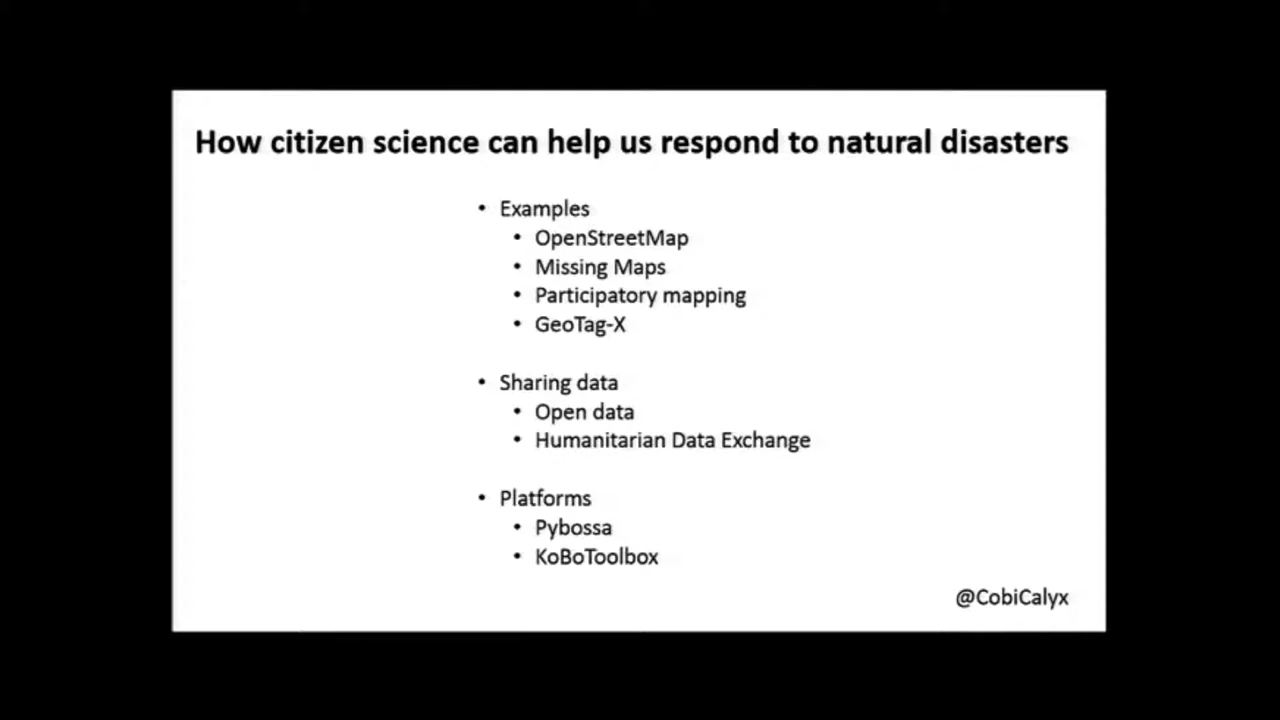 How citizen science can help us respond to natural disasters
• Examples
• OpenStreetMap
• Missing Maps
• Participatory mapping
• GeoTag-X
• Sharing data
• Open data
• Humanitarian Data Exchange
• Platforms
• Pybossa
• KoBoToolbox
@CobiCalyx